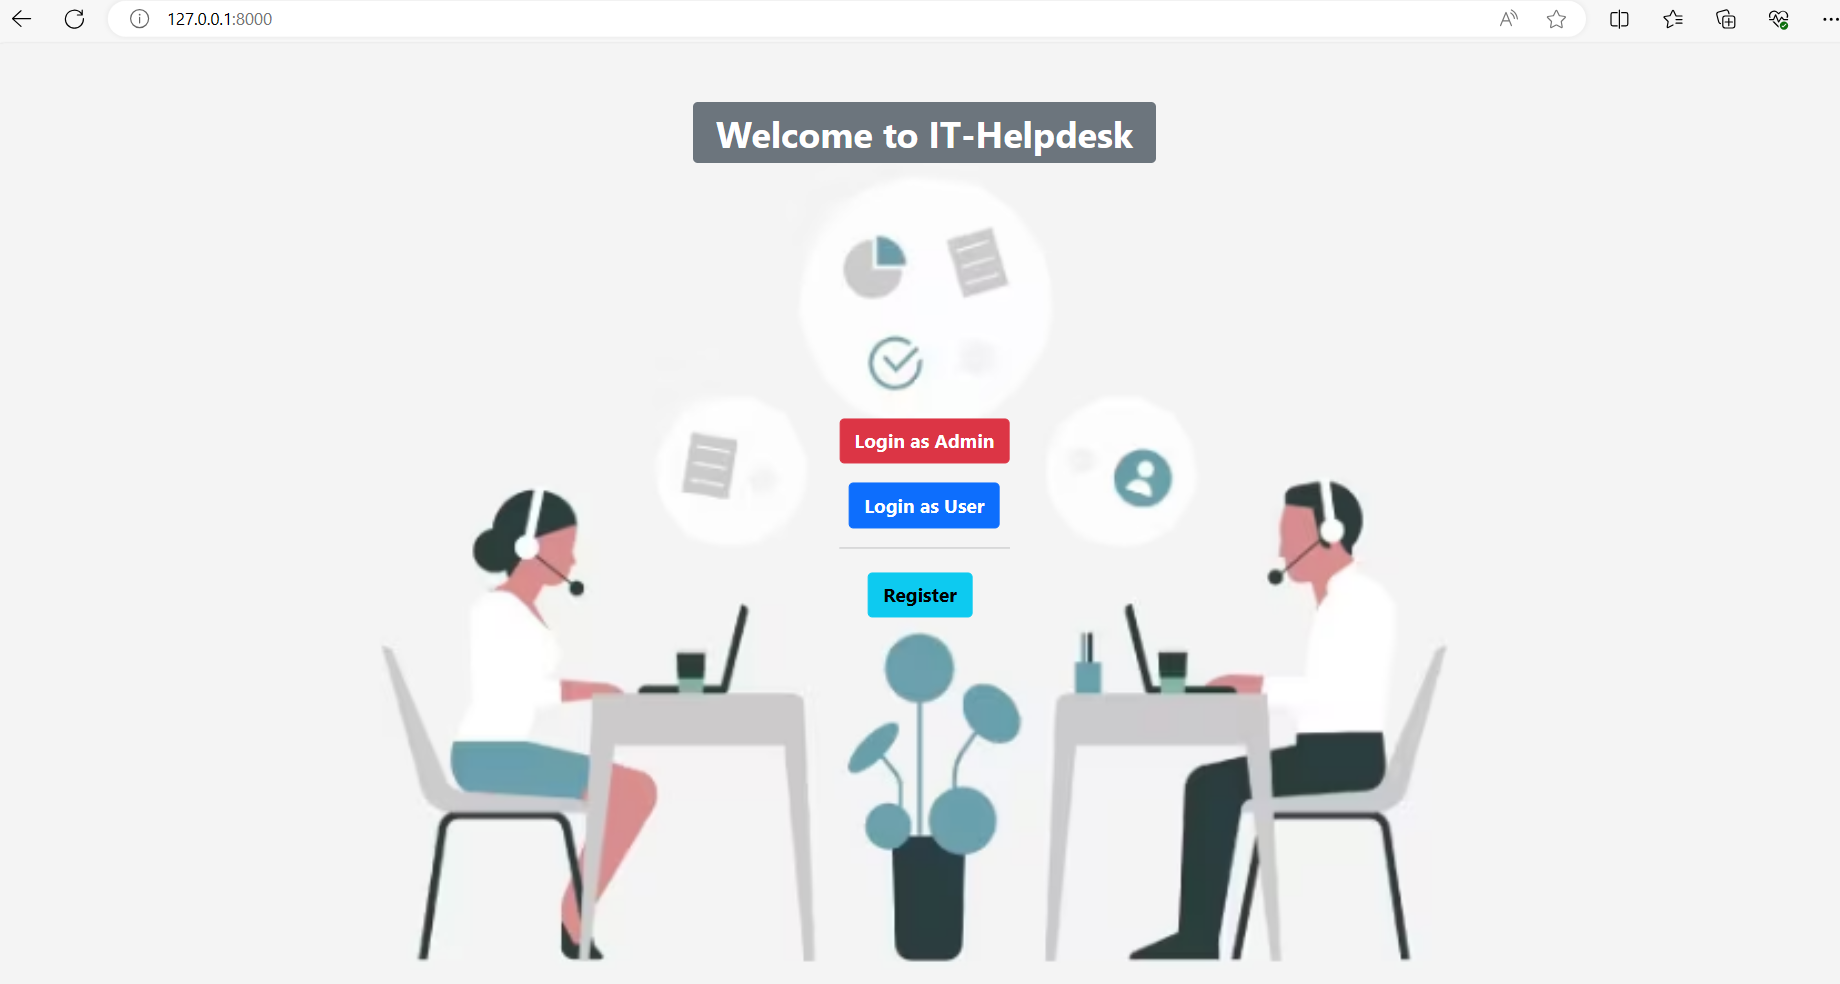 127.0.0.1:8000
Welcome to IT-Helpdesk
Login as Admin
Login as User
Register